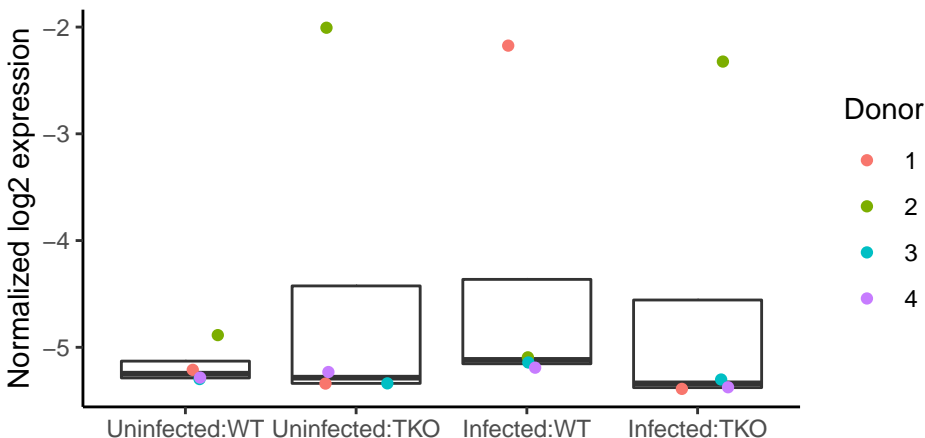 Normalized log2 expression
−2
−3
−4
−5
Uninfected:WT
Uninfected:TKO
Infected:WT
Infected:TKO
Donor
1
2
3
4